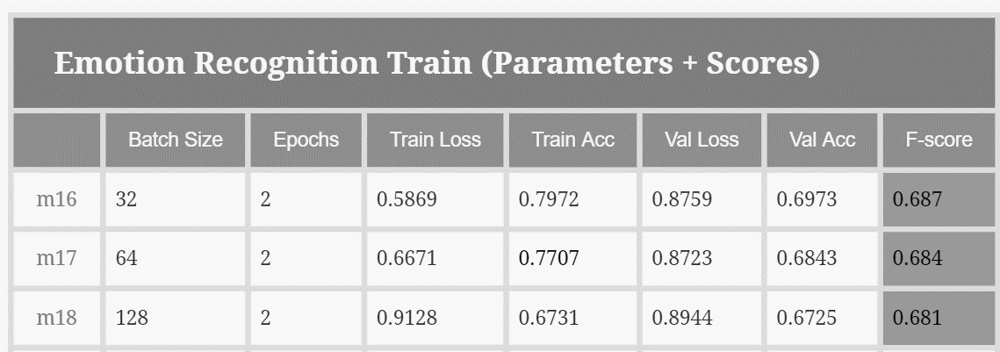 Emotion Recognition Train (Parameters + Scores)
Batch Size Epochs Train Loss Train Acc Val Loss Val Acc F-score
m16 32 2 0.5869 0.7972 0.8759 0.6973 0.687
m17 64 2 0.6671 0.7707 0.8723 0.6843 0.684
m18 128 2 0.9128 0.6731 0.8944 0.6725 0.681